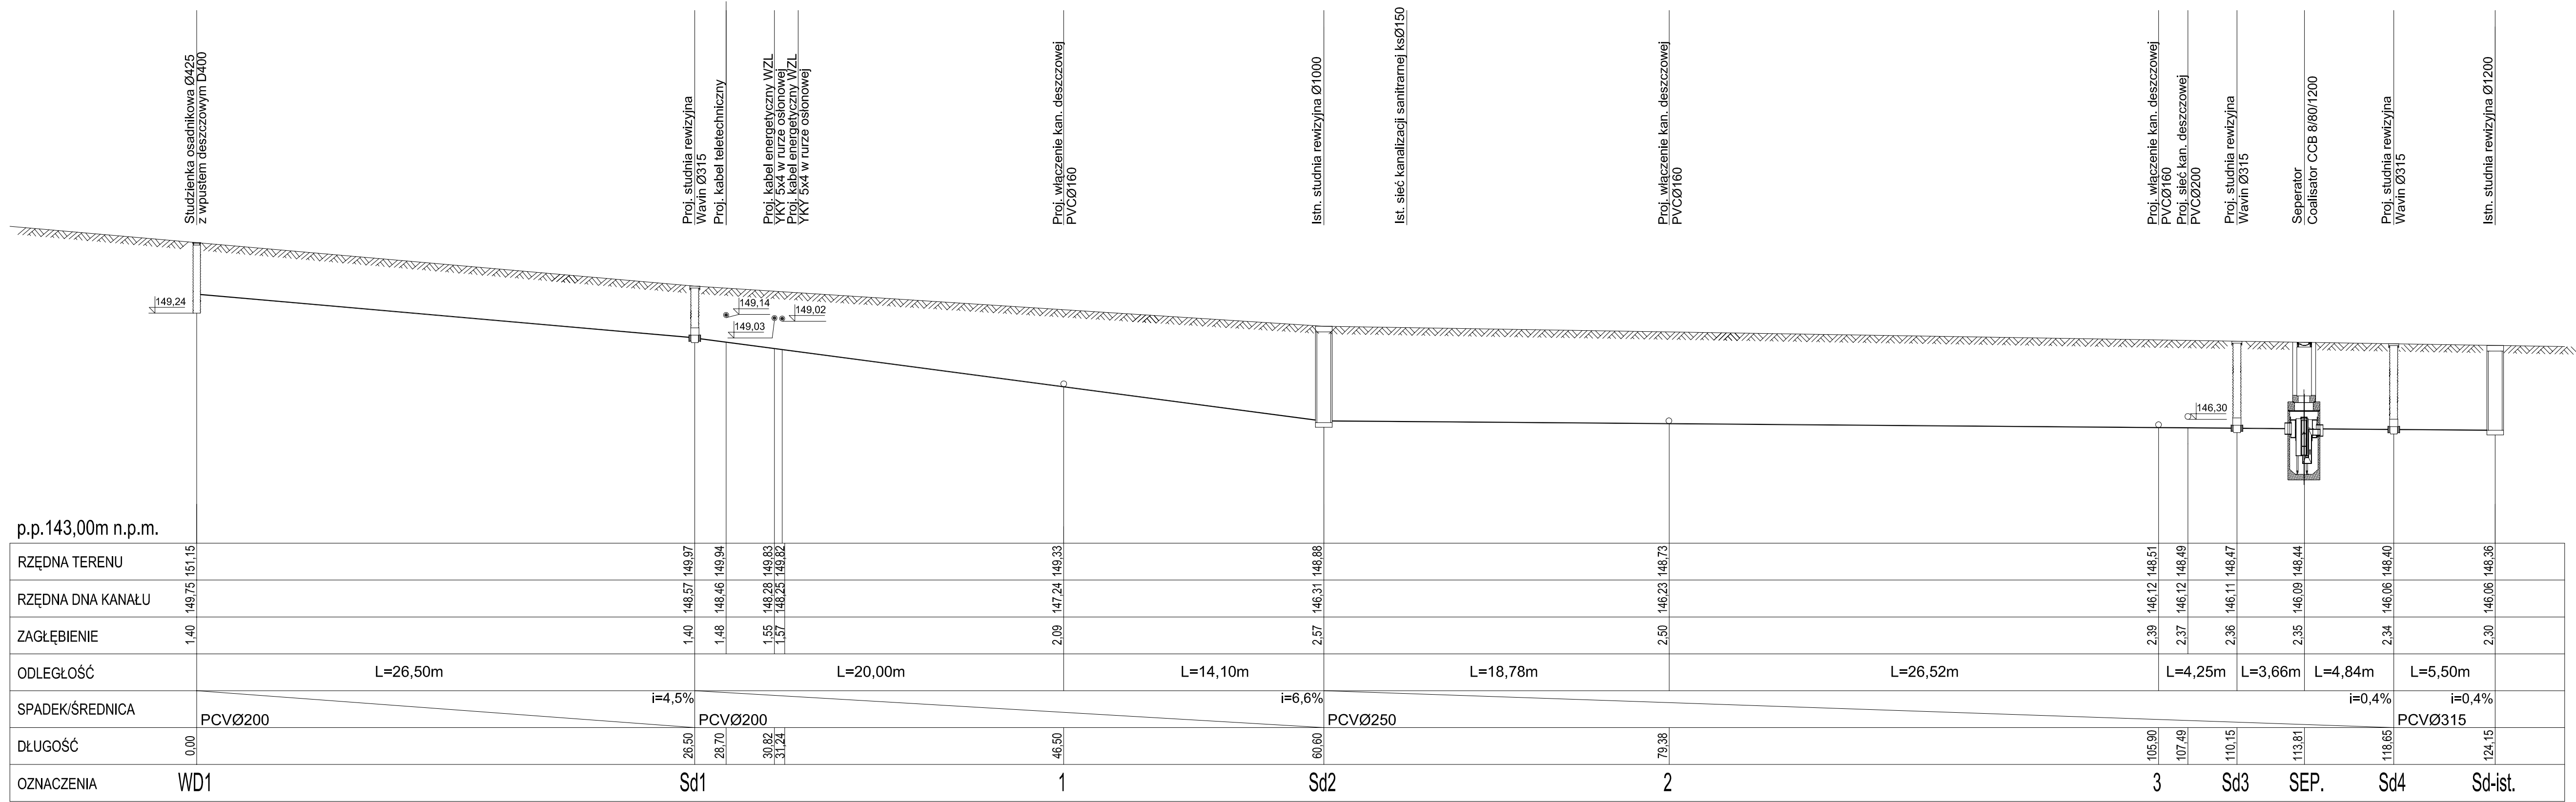 Studzienka osadnikowa Ø425
z wpustem deszczowym D400
Proj. studnia rewizyjna
Wavin Ø315
Proj. kabel teletechniczny
Proj. kabel energetyczny WZL
YKY 5x4 w rurze osłonowej
Proj. kabel energetyczny WZL
YKY 5x4 w rurze osłonowej
Proj. włączenie kan. deszczowej
PVCØ160
Istn. studnia rewizyjna Ø1000
Ist. sieć kanalizacji sanitrarnej ksØ150
Proj. włączenie kan. deszczowej
PVCØ160
Proj. włączenie kan. deszczowej
PVCØ160
Proj. sieć kan. deszczowej
PVCØ200
Proj. studnia rewizyjna
Wavin Ø315
Seperator
Coalisator CCB 8/80/1200
Proj. studnia rewizyjna
Wavin Ø315
Istn. studnia rewizyjna Ø1200
149,24
149,14
149,03
149,02
146,30
p.p.143,00m n.p.m.
RZĘDNA TERENU 151,15 149,97 149,94 149,83 149,82 149,33 148,88 148,73 148,51 148,49 148,47 148,44 148,40 148,36
RZĘDNA DNA KANAŁU 149,75 148,57 148,46 148,28 148,25 147,24 146,31 146,23 146,12 146,12 146,11 146,09 146,06 146,06
ZAGŁĘBIENIE 1,40 1,40 1,48 1,55 1,57 2,09 2,57 2,50 2,39 2,37 2,36 2,35 2,34 2,30
ODLEGŁOŚĆ L=26,50m L=20,00m L=14,10m L=18,78m L=26,52m L=4,25m L=3,66m L=4,84m L=5,50m
i=4,5% i=6,6% i=0,4% i=0,4%
SPADEK/ŚREDNICA
PCVØ200 PCVØ200 PCVØ250 PCVØ315
DŁUGOŚĆ 0,00 26,50 28,70 30,82 31,24 46,50 60,60 79,38 105,90 107,49 110,15 113,81 118,65 124,15
OZNACZENIA WD1 Sd1 1 Sd2 2 3 Sd3 SEP. Sd4 Sd-ist.